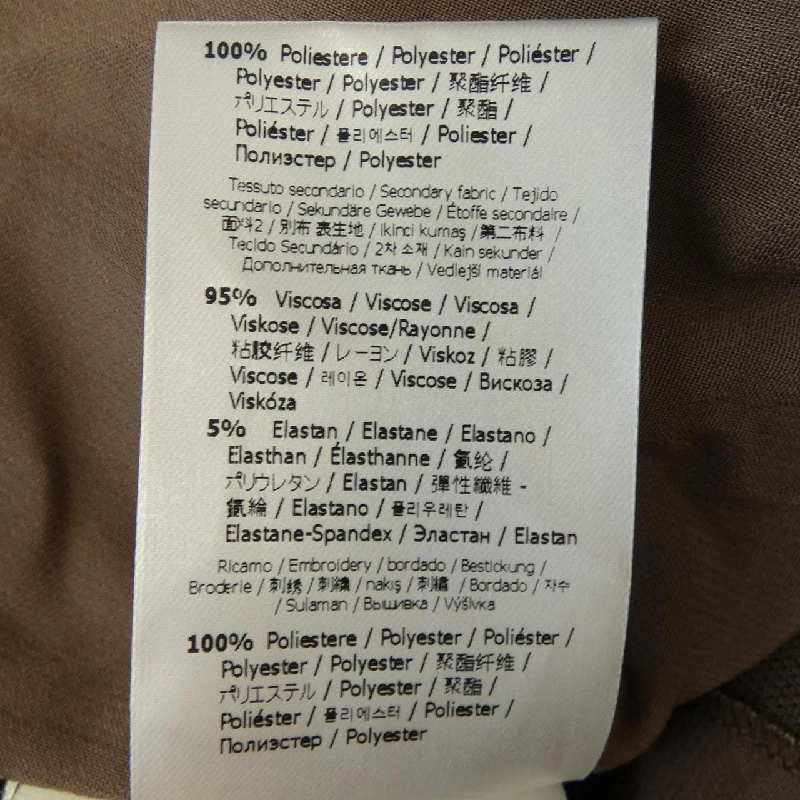 100% Poliestere / Polyester / Poliéster /
Polyester / Polyester / 聚酯纤维 /
ポリエステル / Polyester / 聚酯 /
Poliéster / 폴리에스터 / Poliester /
Полиэстер / Polyester
Tessuto secondario / Secondary fabric / Tejido
secundario / Sekundäre Gewebe / Étoffe secondaire /
面料2 / 別布 表生地 / ikinci kumaş / 第二布料 /
Tecido Secundário / 2차 소재 / Kain sekunder /
Дополнительная ткань / Vedlejší materiál
95% Viscosa / Viscose / Viscosa /
Viskose / Viscose/Rayonne /
粘胶纤维 / レーヨン / Viskoz / 粘膠 /
Viscose / 레이온 / Viscose / Вискоза /
Viskóza
5% Elastan / Elastane / Elastano /
Elasthan / Élasthanne / 氨纶 /
ポリウレタン / Elastan / 彈性纖維 -
氨綸 / Elastano / 폴리우레탄 /
Elastane-Spandex / Эластан / Elastan
Ricamo / Embroidery / bordado / Bestickung /
Broderie / 刺绣 / 刺繍 / nakış / 刺繡 / Bordado / 자수
/ Sulaman / Вышивка / Výšivka
100% Poliestere / Polyester / Poliéster /
Polyester / Polyester / 聚酯纤维 /
ポリエステル / Polyester / 聚酯 /
Poliéster / 폴리에스터 / Poliester /
Полиэстер / Polyester